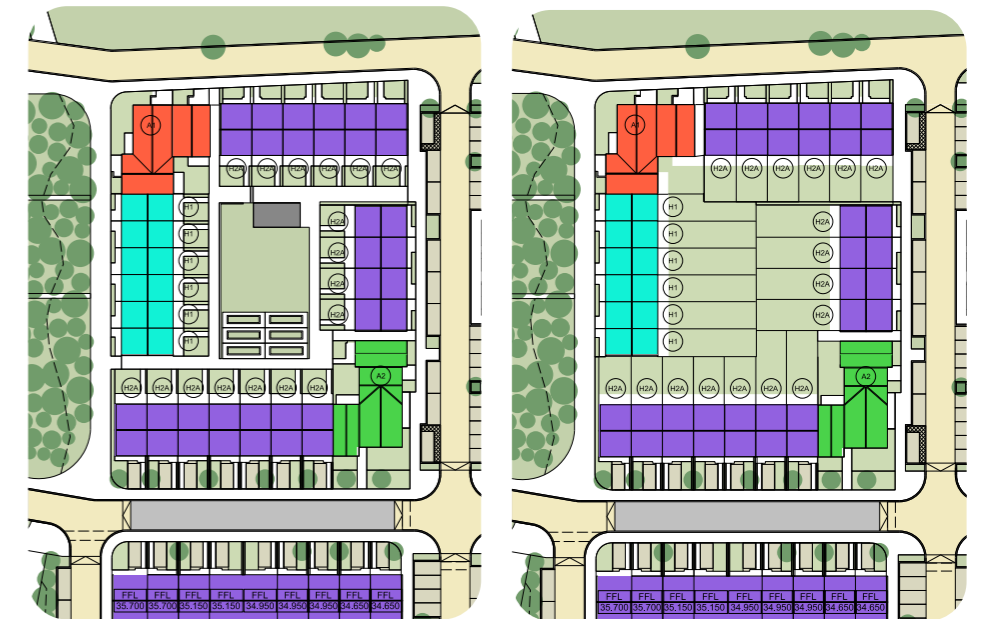 A1
H2A H2A H2A H2A H2A H2A
H1
H2A
H1
H2A
H1
H2A
H1
H2A
H1
H1
A2
H2A H2A H2A H2A H2A H2A H2A
FFL FFL FFL FFL FFL FFL FFL FFL FFL
35.700 35.700 35.150 35.150 34.950 34.950 34.950 34.650 34.650
A1
H2A H2A H2A H2A H2A H2A
H1
H2A
H1
H2A
H1
H2A
H1
H2A
H1
H1
A2
H2A H2A H2A H2A H2A H2A H2A
FFL FFL FFL FFL FFL FFL FFL FFL FFL
35.700 35.700 35.150 35.150 34.950 34.950 34.950 34.650 34.650